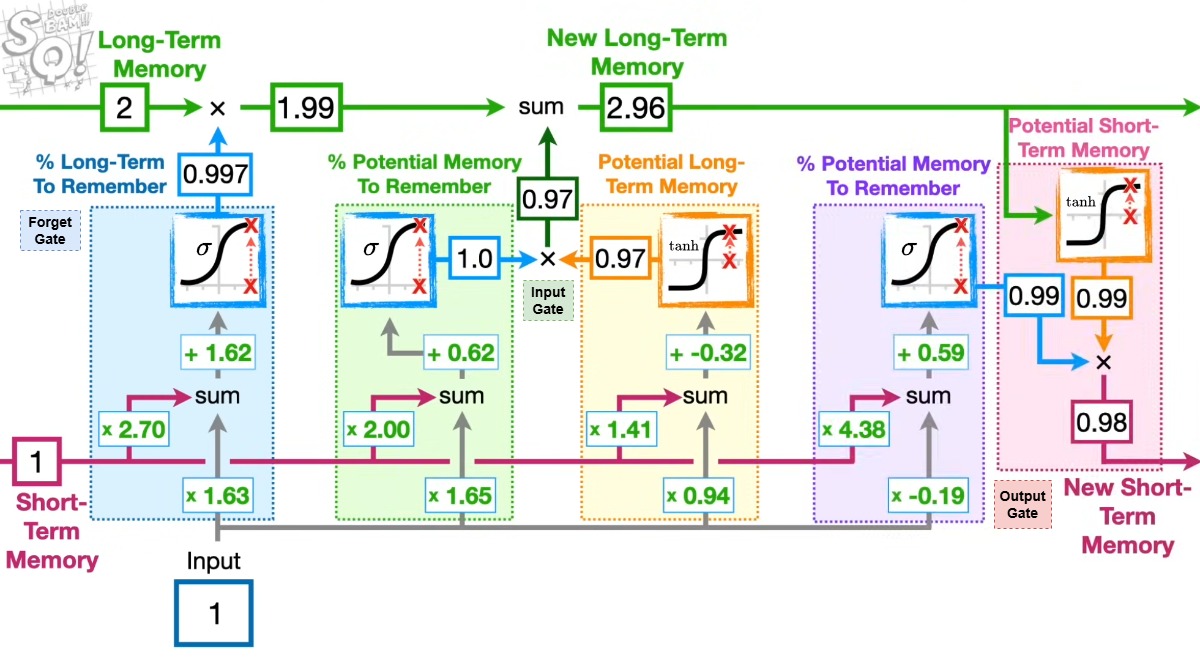 DOUBLE
BAM!!!
SQ!
Long-Term
Memory
New Long-Term
Memory
2
×
1.99
sum
2.96
% Long-Term
To Remember
0.997
% Potential Memory
To Remember
0.97
Potential Long-
Term Memory
% Potential Memory
To Remember
Potential Short-
Term Memory
Forget
Gate
σ
X
X
σ
X
X
1.0
×
0.97
tanh
X
X
σ
X
X
tanh
X
X
Input
Gate
0.99
0.99
+ 1.62
+ 0.62
+ -0.32
+ 0.59
×
sum
sum
sum
sum
x 2.70
x 2.00
x 1.41
x 4.38
0.98
1
Short-
Term
Memory
x 1.63
x 1.65
x 0.94
x -0.19
Output
Gate
New Short-
Term
Memory
Input
1